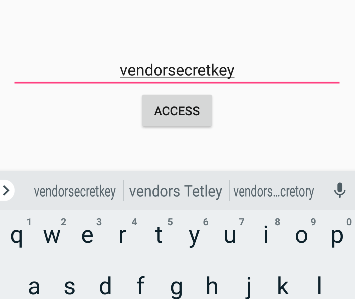 vendorsecretkey
ACCESS
vendorsecretkey vendors Tetley vendors...cretory
1 2 3 4 5 6 7 8 9 0
q w e r t y u i o p
a s d f g h j k l